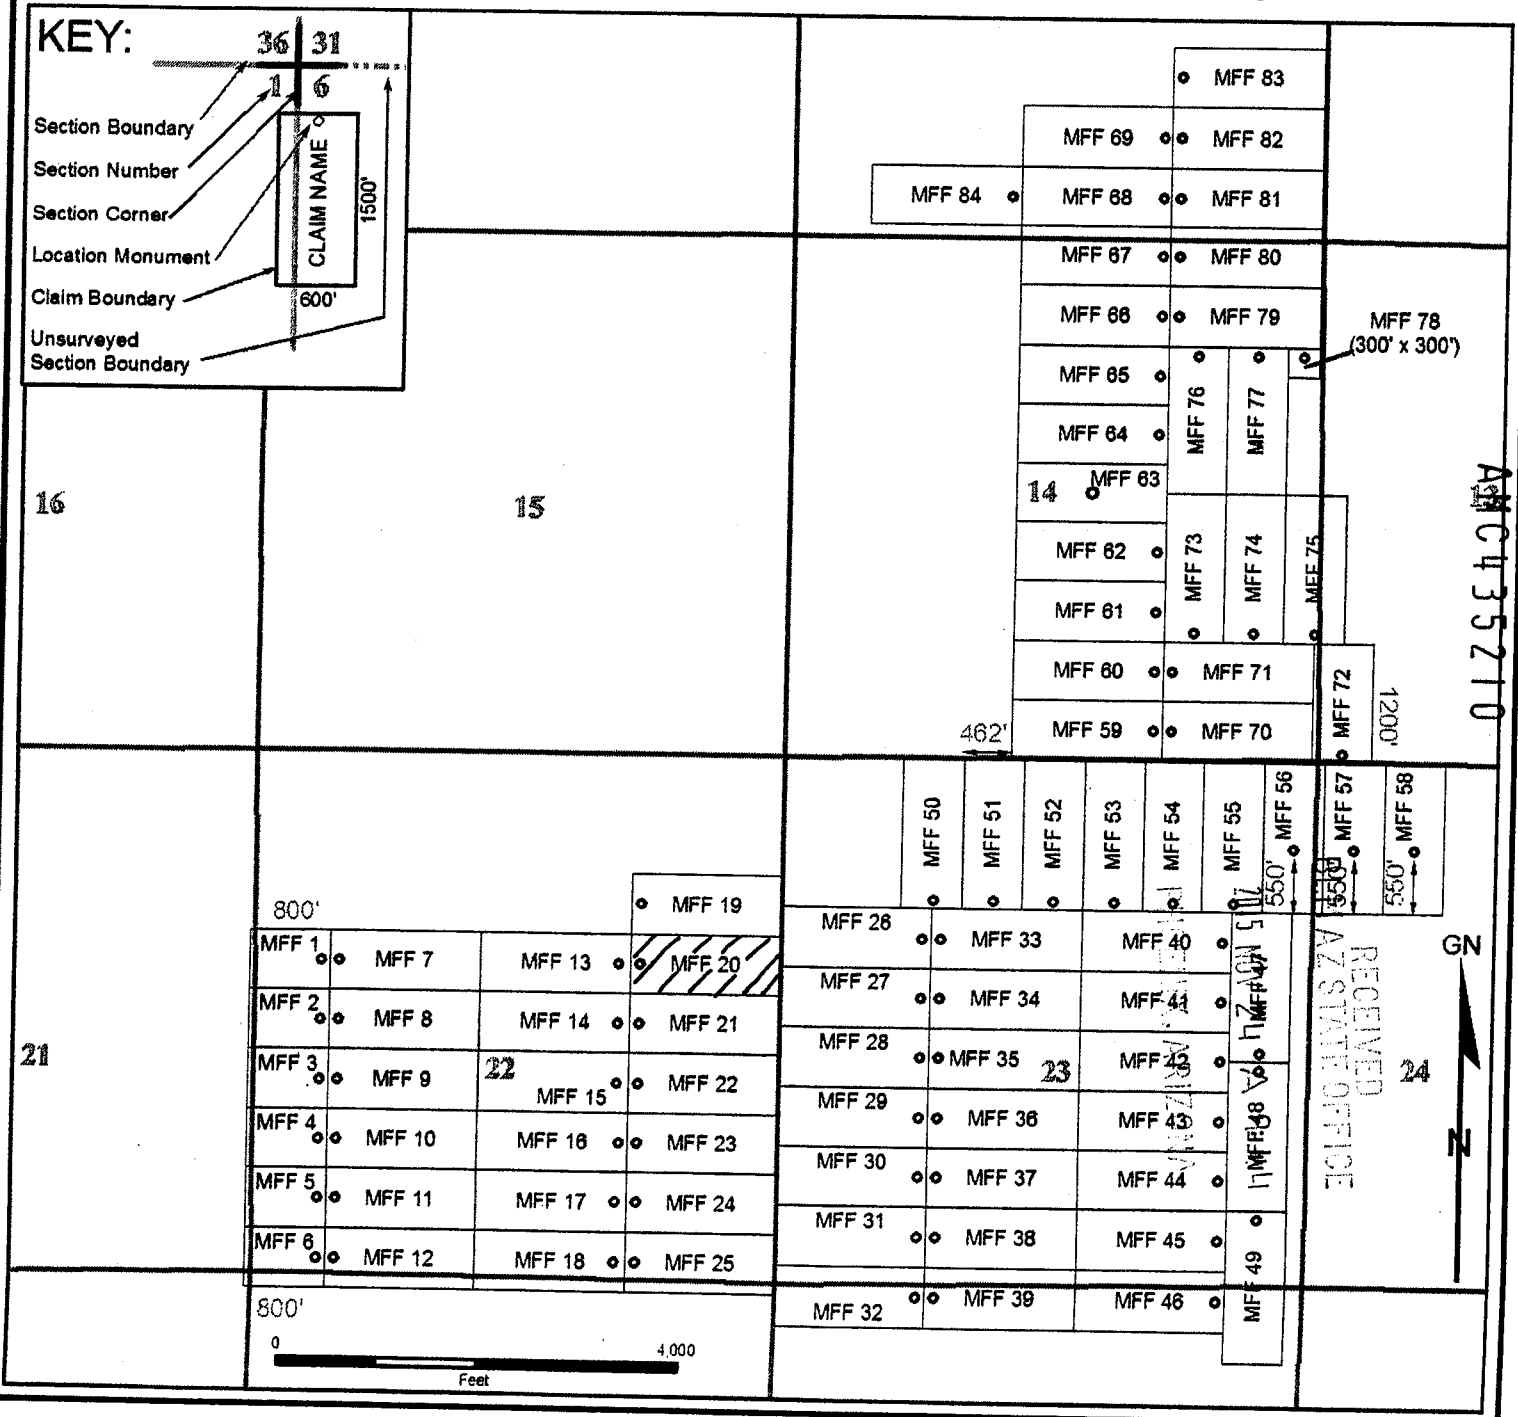 KEY:
36 31
1 6
Section Boundary
Section Number
Section Corner
Location Monument
Claim Boundary
Unsurveyed
Section Boundary
CLAIM NAME
1500'
600'
MFF 83
MFF 69 MFF 82
MFF 84 MFF 68 MFF 81
MFF 67 MFF 80
MFF 66 MFF 79
MFF 78
(300' x 300')
MFF 65
MFF 76
MFF 77
MFF 64
16
15
14
MFF 63
MFF 62
MFF 73
MFF 74
MFF 75
MFF 61
MFF 60 MFF 71
MFF 72
1200'
462'
MFF 59 MFF 70
AMC435210
MFF 50
MFF 51
MFF 52
MFF 53
MFF 54
MFF 55
MFF 56
MFF 57
MFF 58
550'
550'
550'
MFF 19
800'
MFF 1 MFF 7 MFF 13 MFF 20
MFF 26 MFF 33 MFF 40
MFF 2 MFF 8 MFF 14 MFF 21
MFF 27 MFF 34 MFF 41
MFF 47
21
22
MFF 3 MFF 9 MFF 15 MFF 22
MFF 28 MFF 35 MFF 42
23
24
MFF 4 MFF 10 MFF 16 MFF 23
MFF 29 MFF 36 MFF 43
MFF 48
MFF 5 MFF 11 MFF 17 MFF 24
MFF 30 MFF 37 MFF 44
MFF 6 MFF 12 MFF 18 MFF 25
MFF 31 MFF 38 MFF 45
MFF 49
MFF 32 MFF 39 MFF 46
800'
0 4,000
Feet
GN
N
RECEIVED
AZ STATE OFFICE
2015 NOV 24
ARIZONA